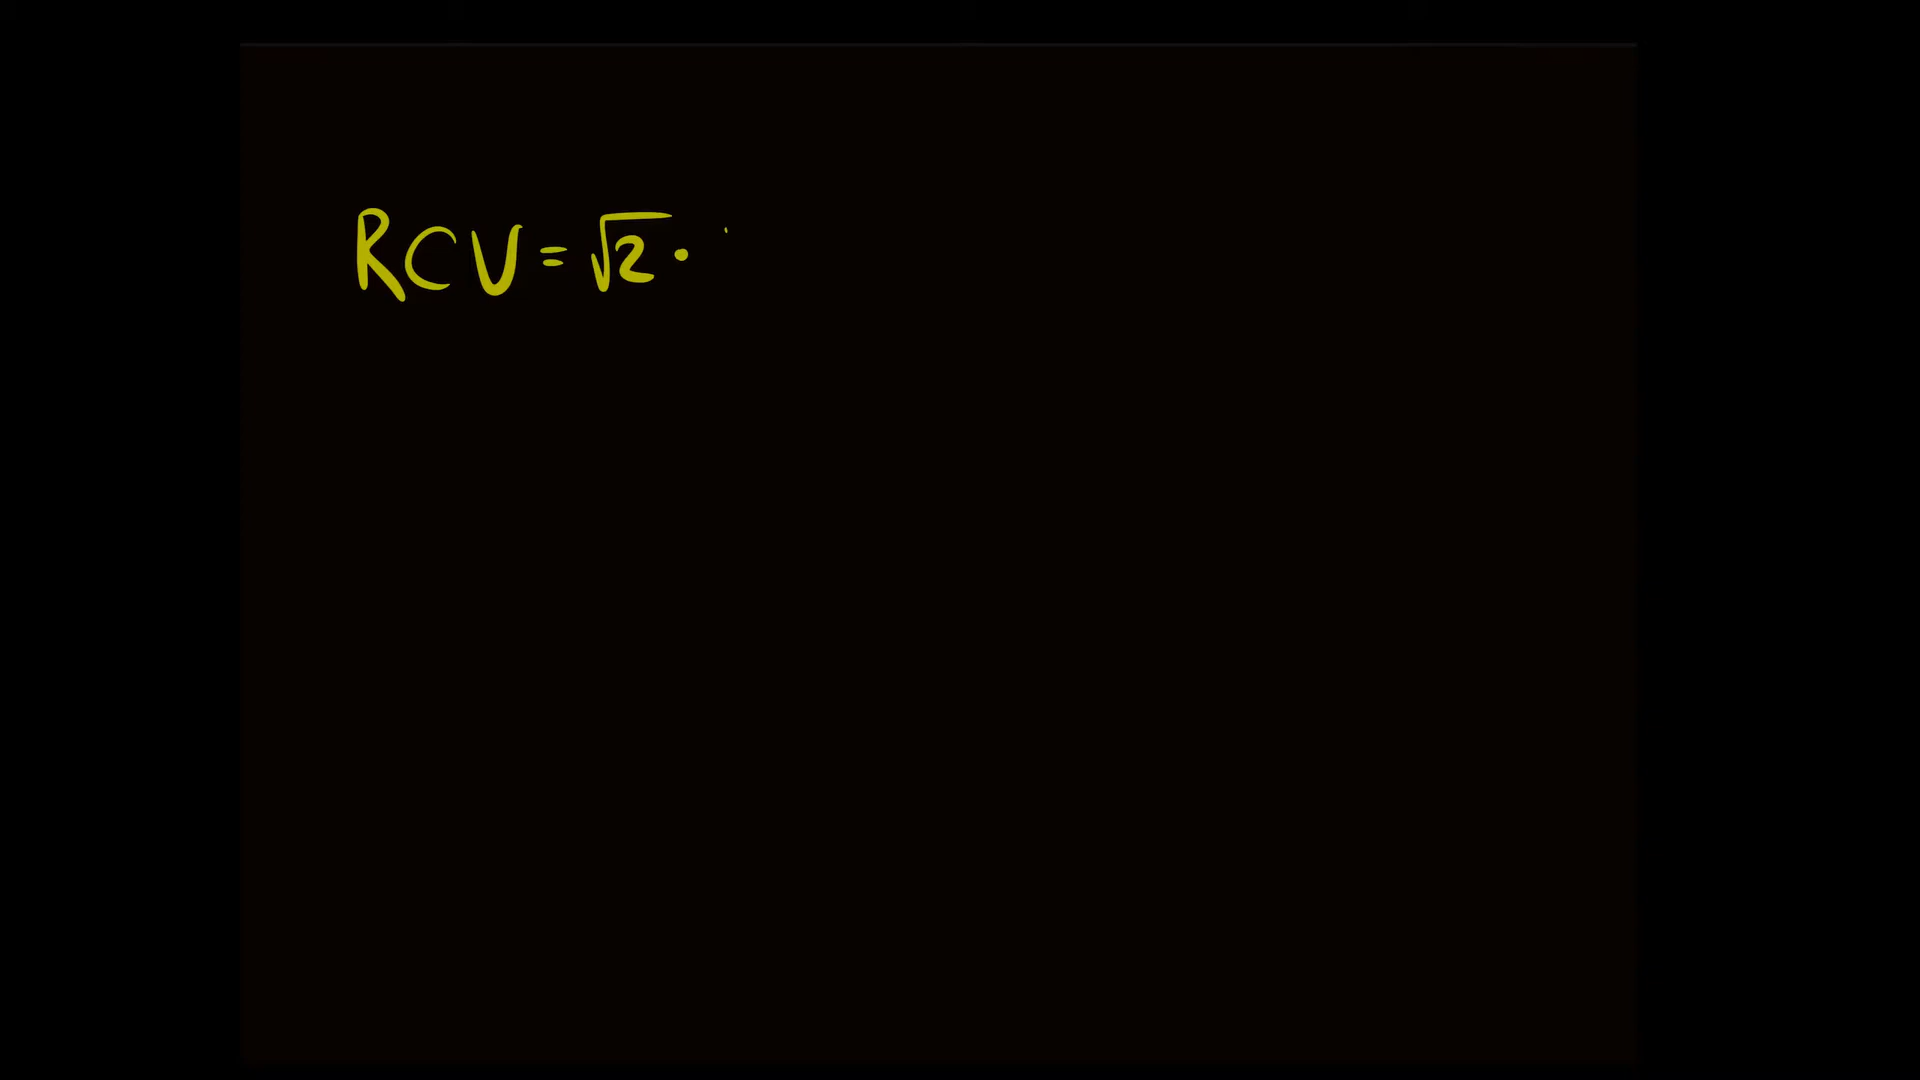 RCV = √2 ·